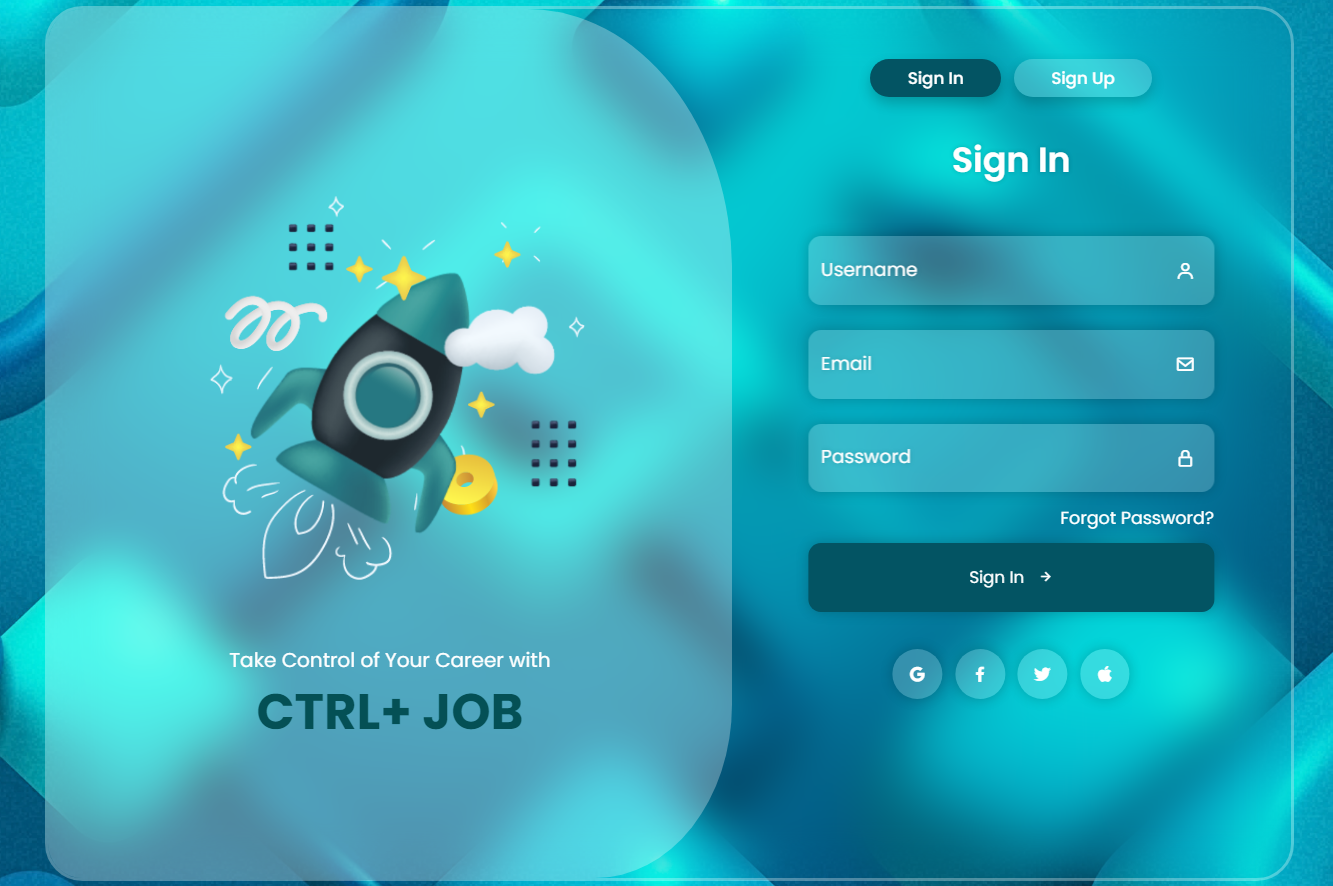 Take Control of Your Career with
CTRL+ JOB
Sign In
Sign Up
Sign In
Username
Email
Password
Forgot Password?
Sign In